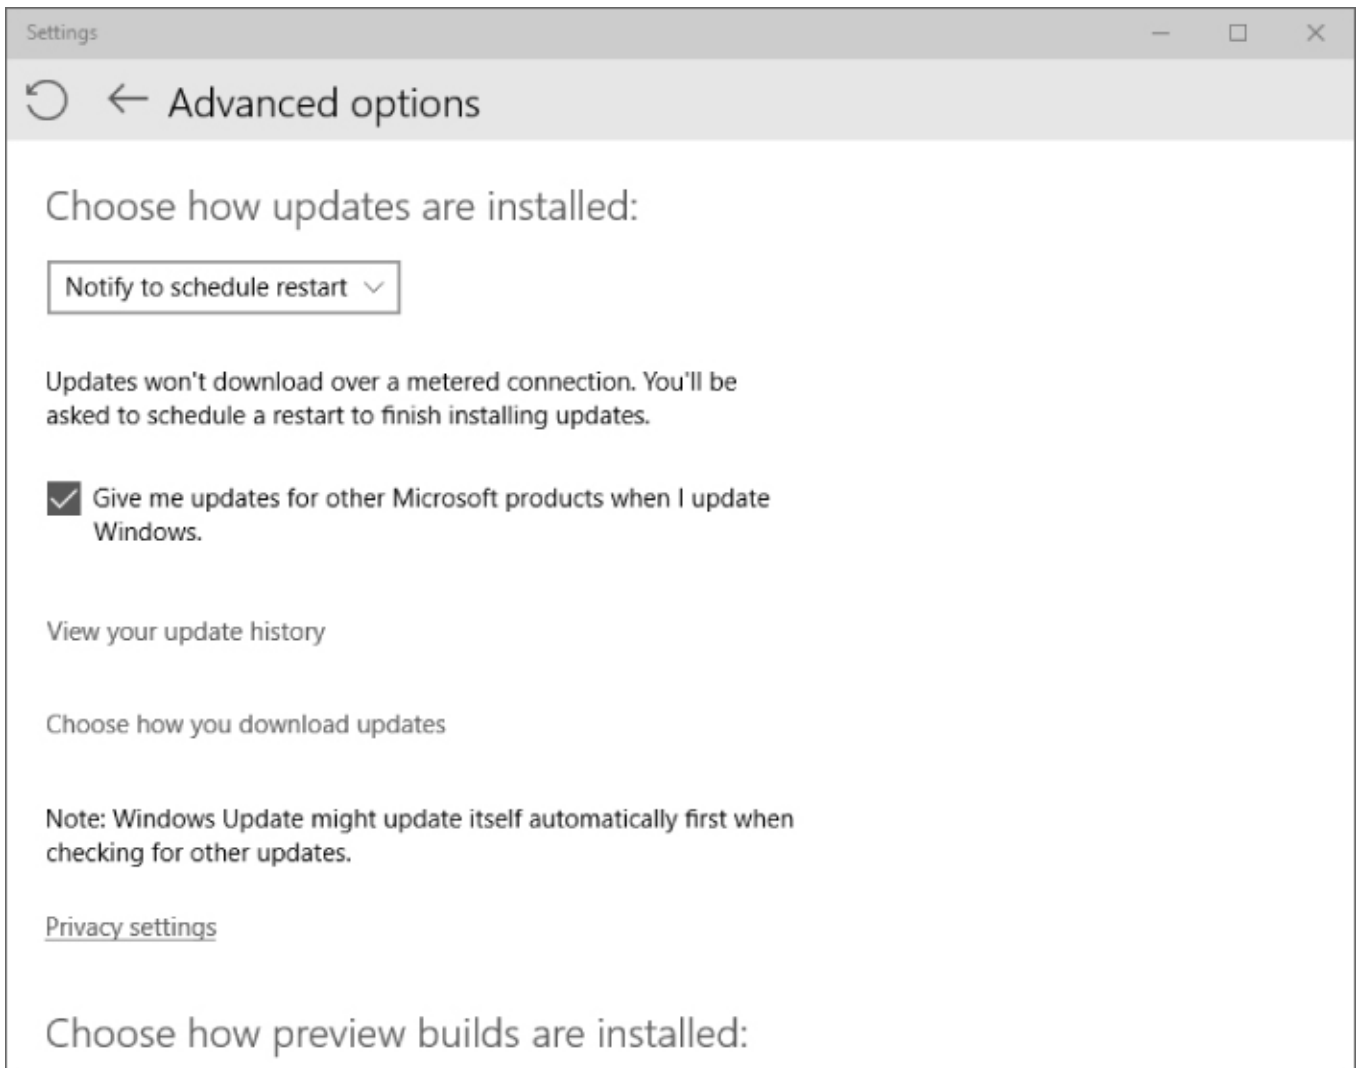 Settings
Advanced options
Choose how updates are installed:
Notify to schedule restart
Updates won't download over a metered connection. You'll be
asked to schedule a restart to finish installing updates.
Give me updates for other Microsoft products when I update
Windows.
View your update history
Choose how you download updates
Note: Windows Update might update itself automatically first when
checking for other updates.
Privacy settings
Choose how preview builds are installed: